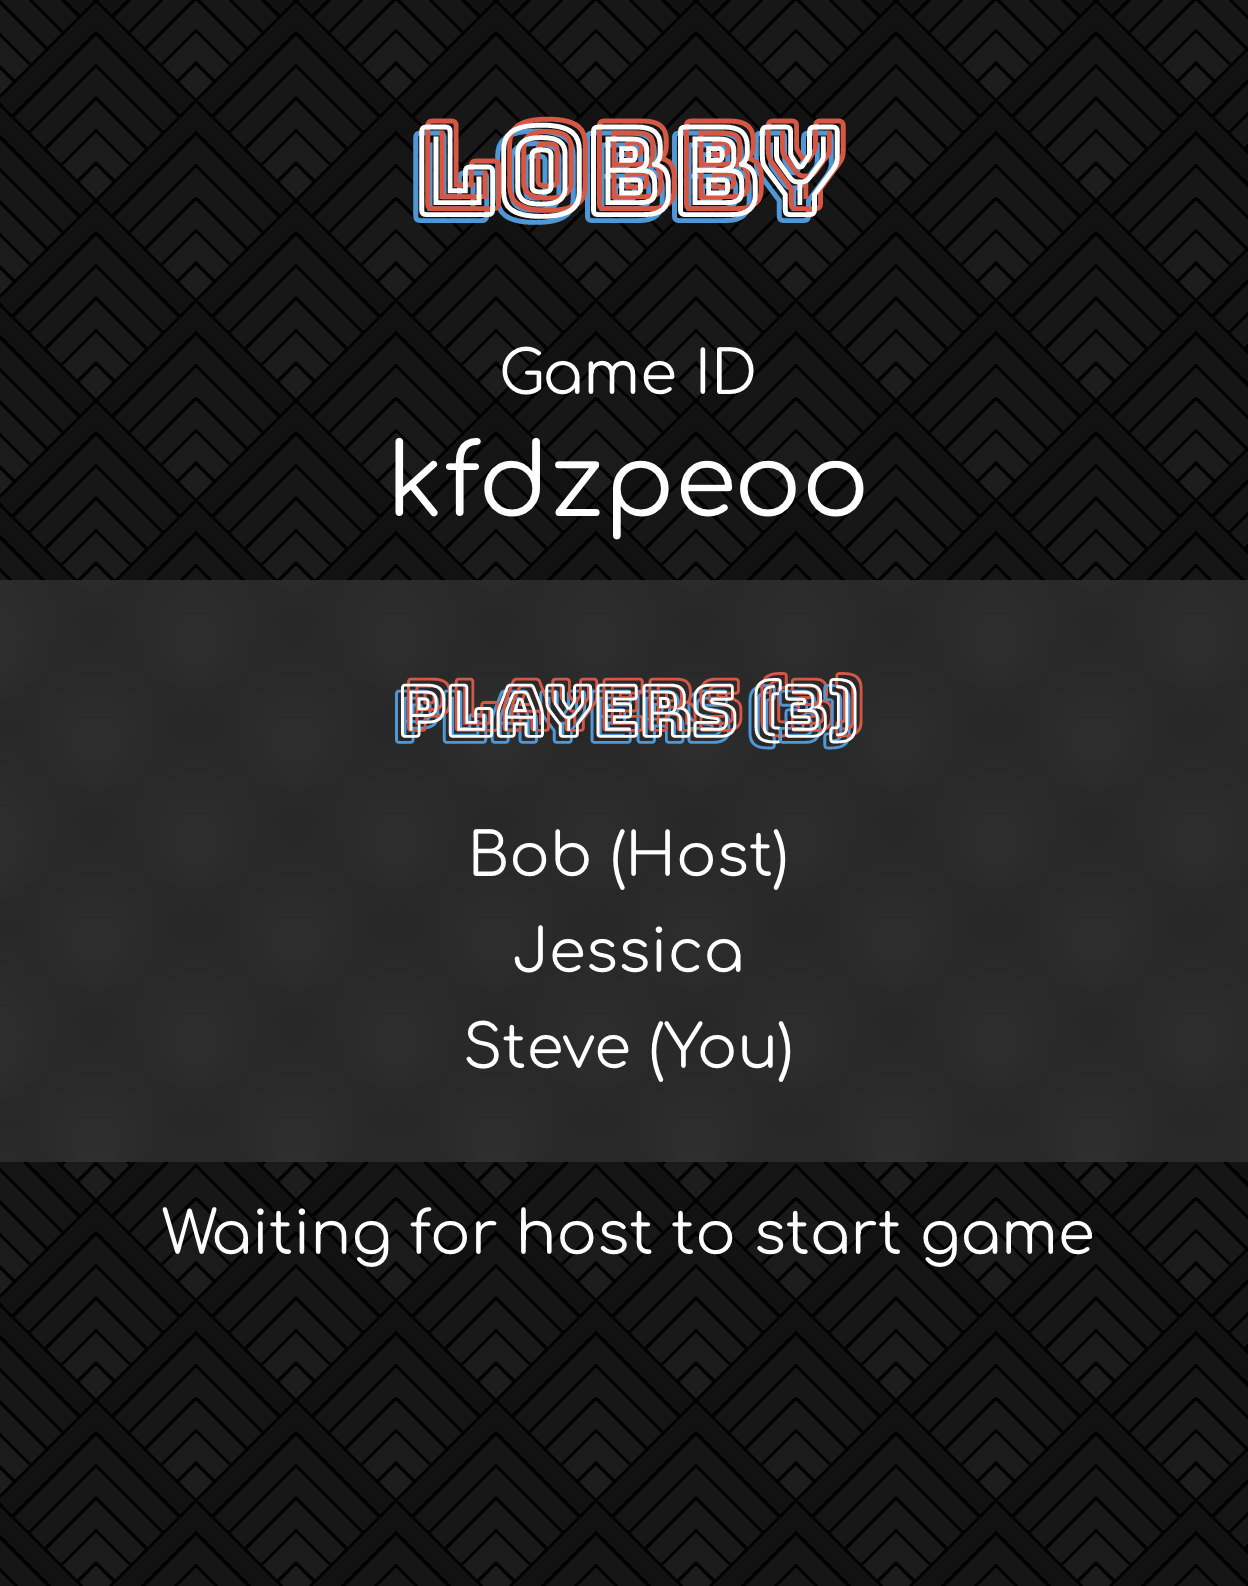 LOBBY
Game ID
kfdzpeoo
PLAYERS (3)
Bob (Host)
Jessica
Steve (You)
Waiting for host to start game